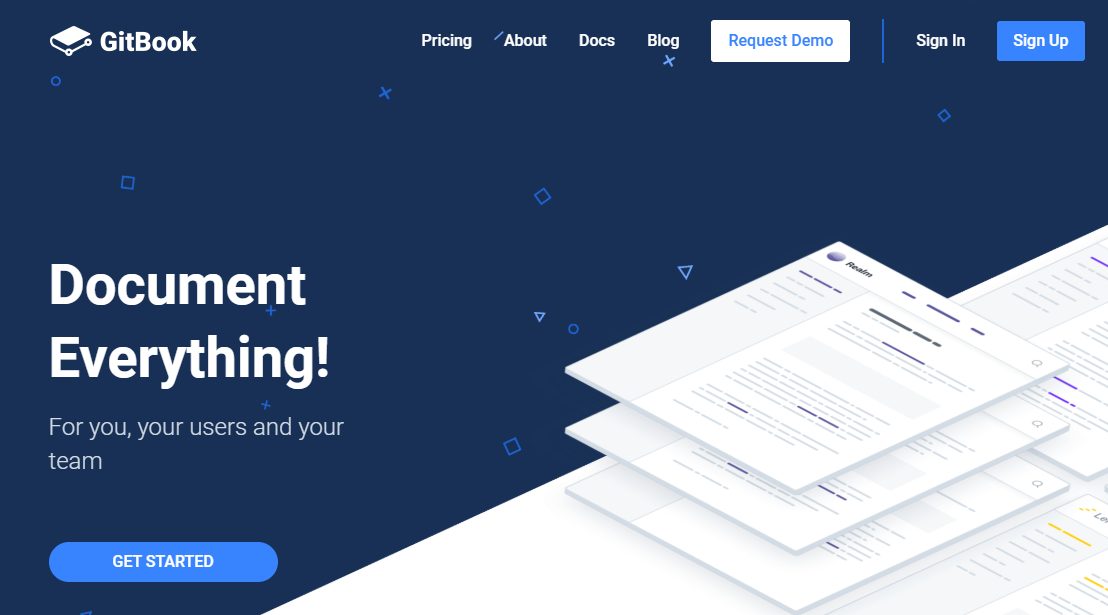 GitBook
Pricing About Docs Blog Request Demo Sign In Sign Up
Document
Everything!
For you, your users and your
team
GET STARTED
Realm